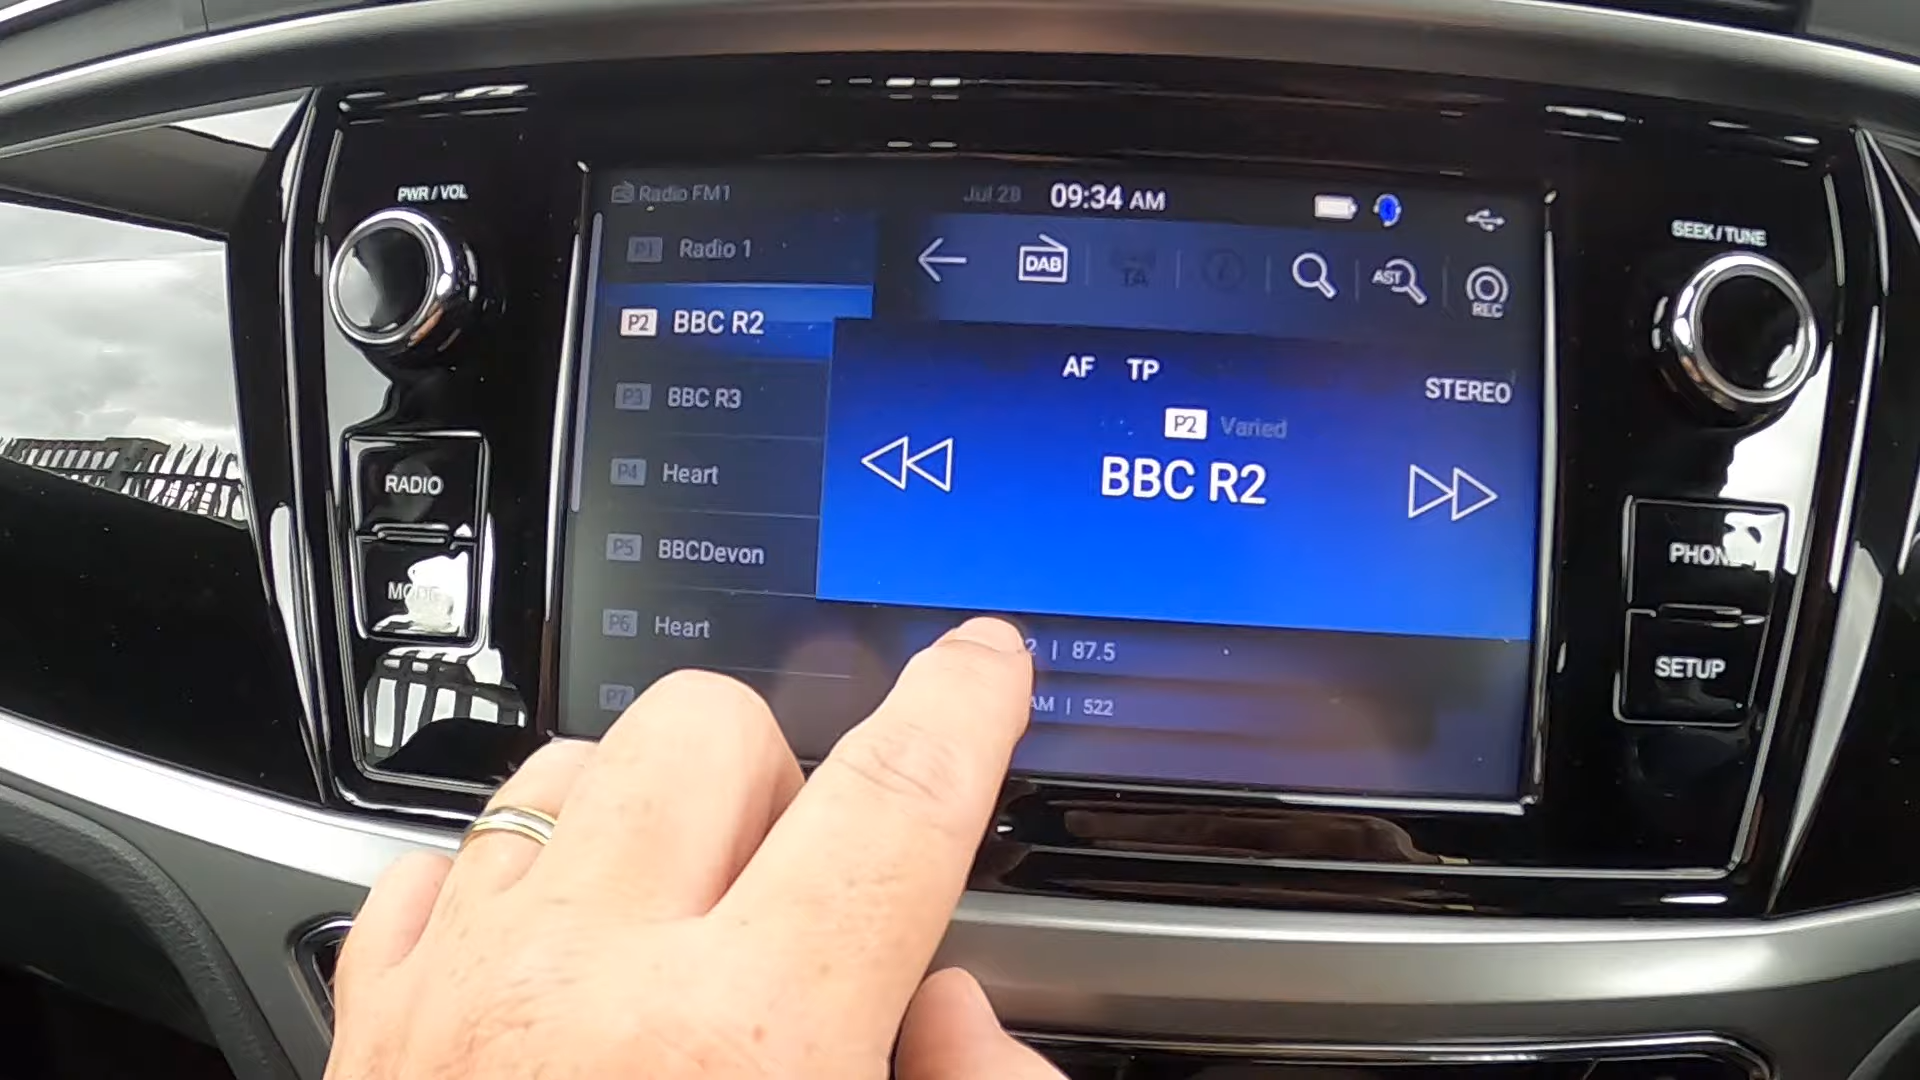 PWR / VOL
SEEK / TUNE
RADIO
PHON
SETUP
Radio FM1
Jul 28
09:34 AM
P1 Radio 1
P2 BBC R2
P3 BBC R3
P4 Heart
P5 BBCDevon
P6 Heart
P7
DAB
TA
AST
REC
AF TP
STEREO
P2 Varied
BBC R2
2 | 87.5
AM | 522